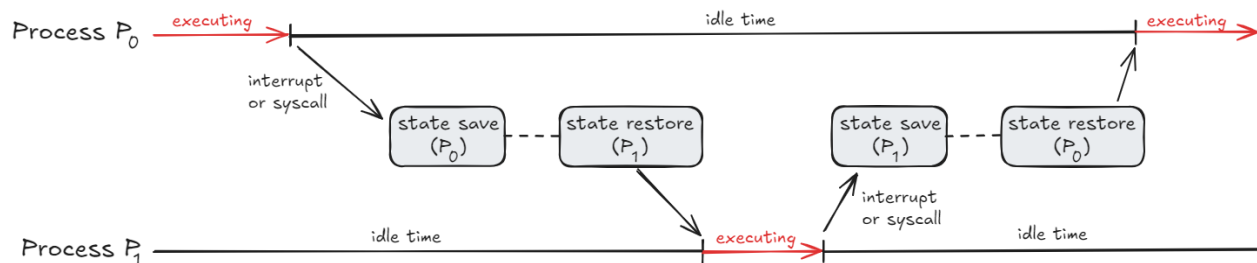 executing
idle time
executing
Process P₀
interrupt
or syscall
state save
(P₀)
state restore
(P₁)
state save
(P₁)
state restore
(P₀)
interrupt
or syscall
idle time
executing
idle time
Process P₁